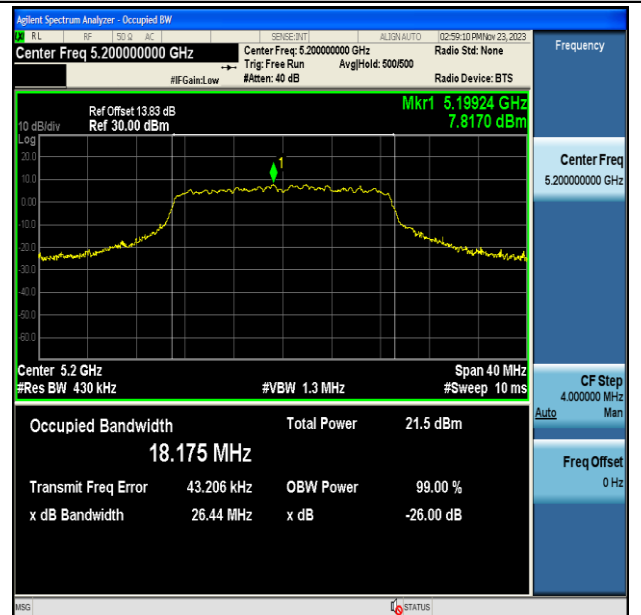 Agilent Spectrum Analyzer - Occupied BW
RL RF 50 Ω AC SENSE:INT ALIGN AUTO 02:59:10 PM Nov 23, 2023
Center Freq 5.200000000 GHz
Center Freq: 5.200000000 GHz
Radio Std: None
Trig: Free Run Avg|Hold: 500/500
#IFGain:Low #Atten: 40 dB Radio Device: BTS
Frequency
Mkr1 5.19924 GHz
7.8170 dBm
Ref Offset 13.83 dB
10 dB/div Ref 30.00 dBm
Log
20.0
10.0
0.00
-10.0
-20.0
-30.0
-40.0
-50.0
-60.0
1
Center 5.2 GHz Span 40 MHz
#Res BW 430 kHz #VBW 1.3 MHz #Sweep 10 ms
Occupied Bandwidth Total Power 21.5 dBm
18.175 MHz
Transmit Freq Error 43.206 kHz OBW Power 99.00 %
x dB Bandwidth 26.44 MHz x dB -26.00 dB
Center Freq
5.200000000 GHz
CF Step
4.000000 MHz
Auto Man
Freq Offset
0 Hz
MSG STATUS